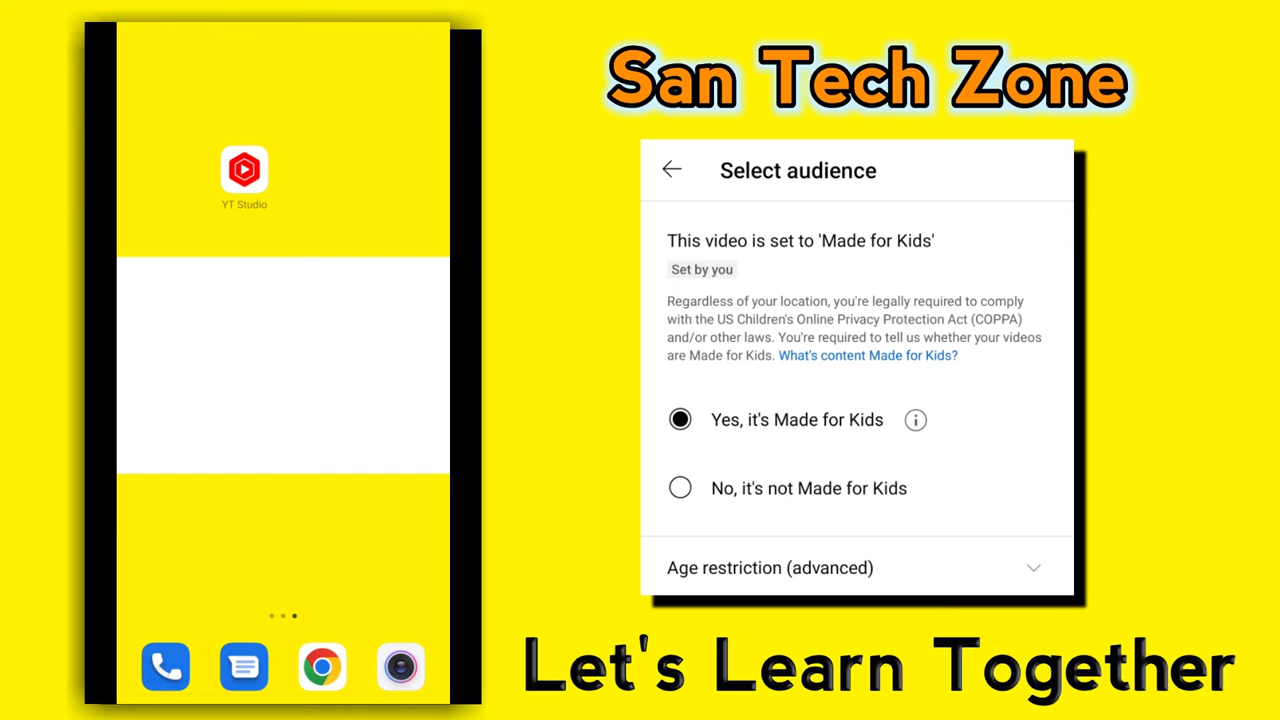 San Tech Zone
YT Studio
Select audience
This video is set to 'Made for Kids'
Set by you
Regardless of your location, you're legally required to comply
with the US Children's Online Privacy Protection Act (COPPA)
and/or other laws. You're required to tell us whether your videos
are Made for Kids. What's content Made for Kids?
Yes, it's Made for Kids
No, it's not Made for Kids
Age restriction (advanced)
Let's Learn Together